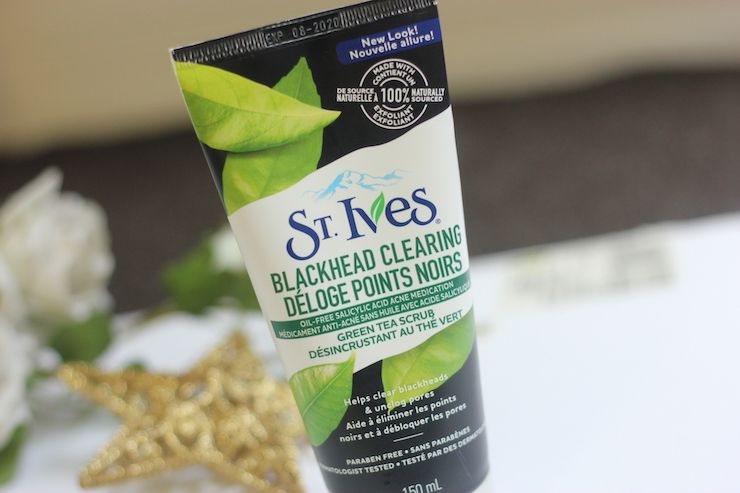 EXP 08-2020
New Look!
Nouvelle allure!
MADE WITH
CONTIENT UN
DE SOURCE
NATURELLE À
100%
NATURALLY
SOURCED
EXFOLIANT
EXFOLIANT
ST. IVES®
BLACKHEAD CLEARING
DÉLOGE POINTS NOIRS
OIL-FREE SALICYLIC ACID ACNE MEDICATION
MÉDICAMENT ANTI-ACNÉ SANS HUILE AVEC ACIDE SALICYLIQUE
GREEN TEA SCRUB
DÉSINCRUSTANT AU THÉ VERT
Helps clear blackheads
& unclog pores
Aide à éliminer les points
noirs et à débloquer les pores
PARABEN FREE • SANS PARABÈNES
TESTED • TESTÉ PAR DES
150 mL